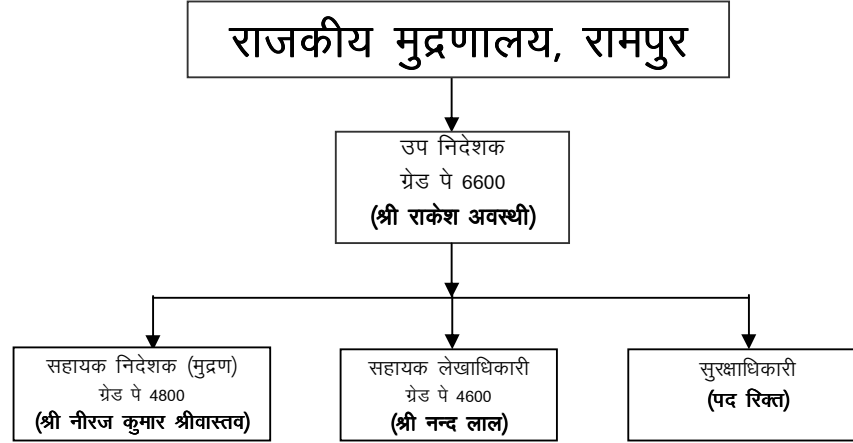 राजकीय मुद्रणालय, रामपुर
उप निदेशक
ग्रेड पे 6600
(श्री राकेश अवस्थी)
सहायक निदेशक (मुद्रण)
ग्रेड पे 4800
(श्री नीरज कुमार श्रीवास्तव)
सहायक लेखाधिकारी
ग्रेड पे 4600
(श्री नन्द लाल)
सुरक्षाधिकारी
(पद रिक्त)